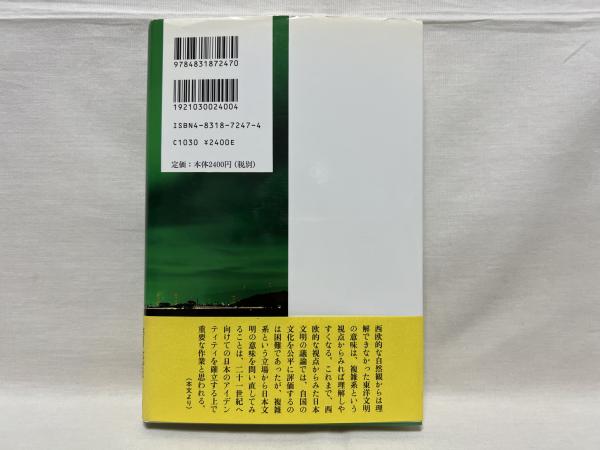 9784831872470
1921030024004
ISBN4-8318-7247-4
C1030 ¥2400E
定価：本体2400円（税別）
西欧的な自然観からは理
解できなかった東洋文明
の意味は、複雑系という
視点からみれば理解しや
すくなる。これまで、西
欧的な視点からみた日本
文明の議論では、自国の
文化を公平に評価するの
は困難であったが、複雑
系という立場から日本文
明の意味を問い直してみ
ることは、二十一世紀へ
向けての日本のアイデン
ティティを確立する上で
重要な作業と思われる。
（本文より）